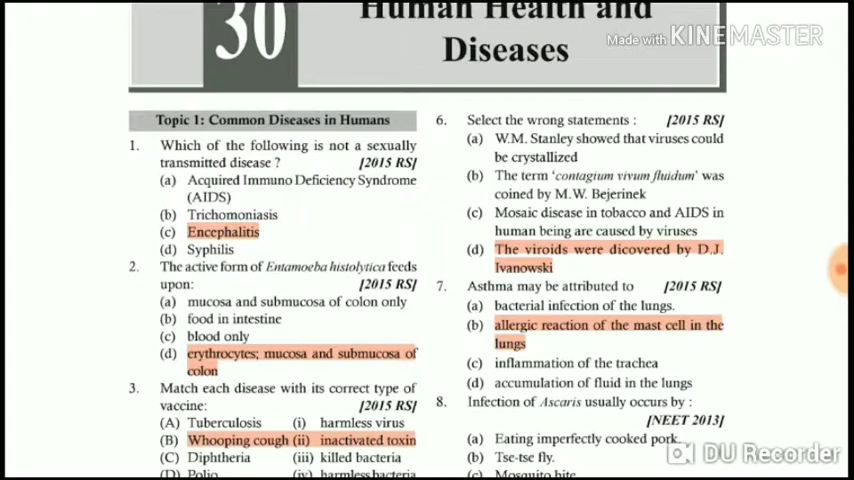 30
Human Health and
Diseases
Made with KINEMASTER
Topic 1: Common Diseases in Humans
1. Which of the following is not a sexually
transmitted disease ? [2015 RS]
(a) Acquired Immuno Deficiency Syndrome
(AIDS)
(b) Trichomoniasis
(c) Encephalitis
(d) Syphilis
2. The active form of Entamoeba histolytica feeds
upon: [2015 RS]
(a) mucosa and submucosa of colon only
(b) food in intestine
(c) blood only
(d) erythrocytes; mucosa and submucosa of
colon
3. Match each disease with its correct type of
vaccine: [2015 RS]
(A) Tuberculosis (i) harmless virus
(B) Whooping cough (ii) inactivated toxin
(C) Diphtheria (iii) killed bacteria
(D) Polio (iv) harmless bacteria
6. Select the wrong statements : [2015 RS]
(a) W.M. Stanley showed that viruses could
be crystallized
(b) The term ‘contagium vivum fluidum’ was
coined by M.W. Bejerinek
(c) Mosaic disease in tobacco and AIDS in
human being are caused by viruses
(d) The viroids were dicovered by D.J.
Ivanowski
7. Asthma may be attributed to [2015 RS]
(a) bacterial infection of the lungs.
(b) allergic reaction of the mast cell in the
lungs
(c) inflammation of the trachea
(d) accumulation of fluid in the lungs
8. Infection of Ascaris usually occurs by :
[NEET 2013]
(a) Eating imperfectly cooked pork.
(b) Tse-tse fly.
(c) Mosquito bite
DU Recorder